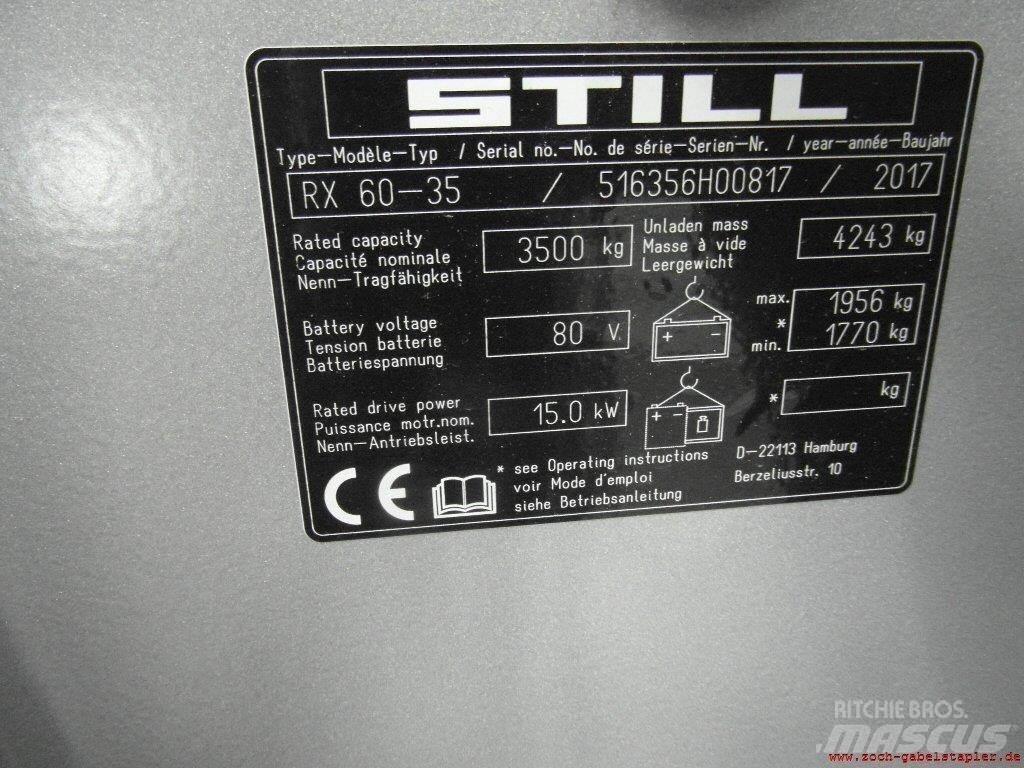 STILL
Type-Modèle-Typ / Serial no.-No. de série-Serien-Nr. / year-année-Baujahr
RX 60-35 / 516356H00817 / 2017
Rated capacity
Capacité nominale
Nenn-Tragfähigkeit
3500 kg
Unladen mass
Masse à vide
Leergewicht
4243 kg
Battery voltage
Tension batterie
Batteriespannung
80 V.
+ -
max.
*
min.
1956 kg
1770 kg
Rated drive power
Puissance motr.nom.
Nenn-Antriebsleist.
15.0 kW
+ -
* kg
CE
* see Operating instructions
voir Mode d'emploi
siehe Betriebsanleitung
D-22113 Hamburg
Berzeliusstr. 10
RITCHIE BROS.
MASCUS
www.zoch-gabelstapler.de